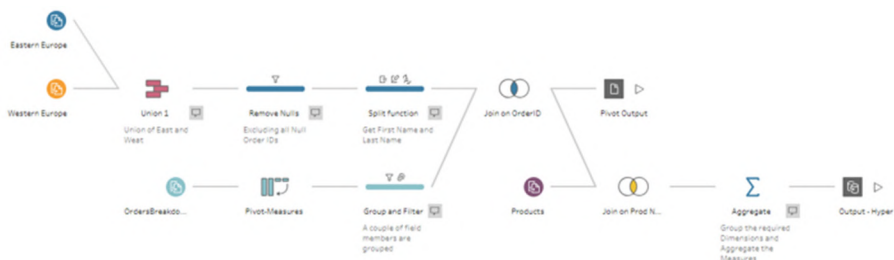 Eastern Europe
Western Europe
Union 1
Remove Nulls
Split function
Join on OrderID
Pivot Output
Union of East and
West
Excluding all Null
Order IDs
Get First Name and
Last Name
OrdersBreakdo...
Pivot-Measures
Group and Filter
Products
Join on Prod N...
Aggregate
Output - Hyper
A couple of field
members are
grouped
Group the required
Dimensions and
Aggregate the
Measures